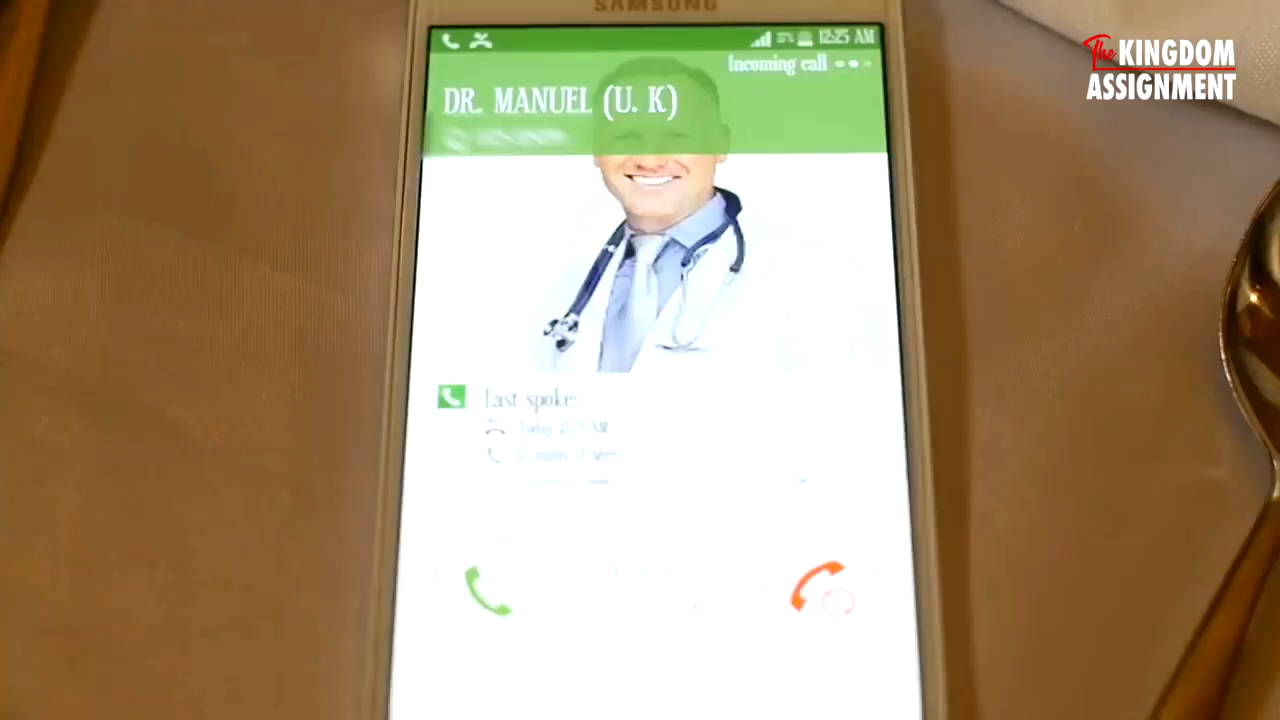 SAMSUNG
12:25 AM
Incoming call
DR. MANUEL (U. K)
Last spoke:
The KINGDOM
ASSIGNMENT